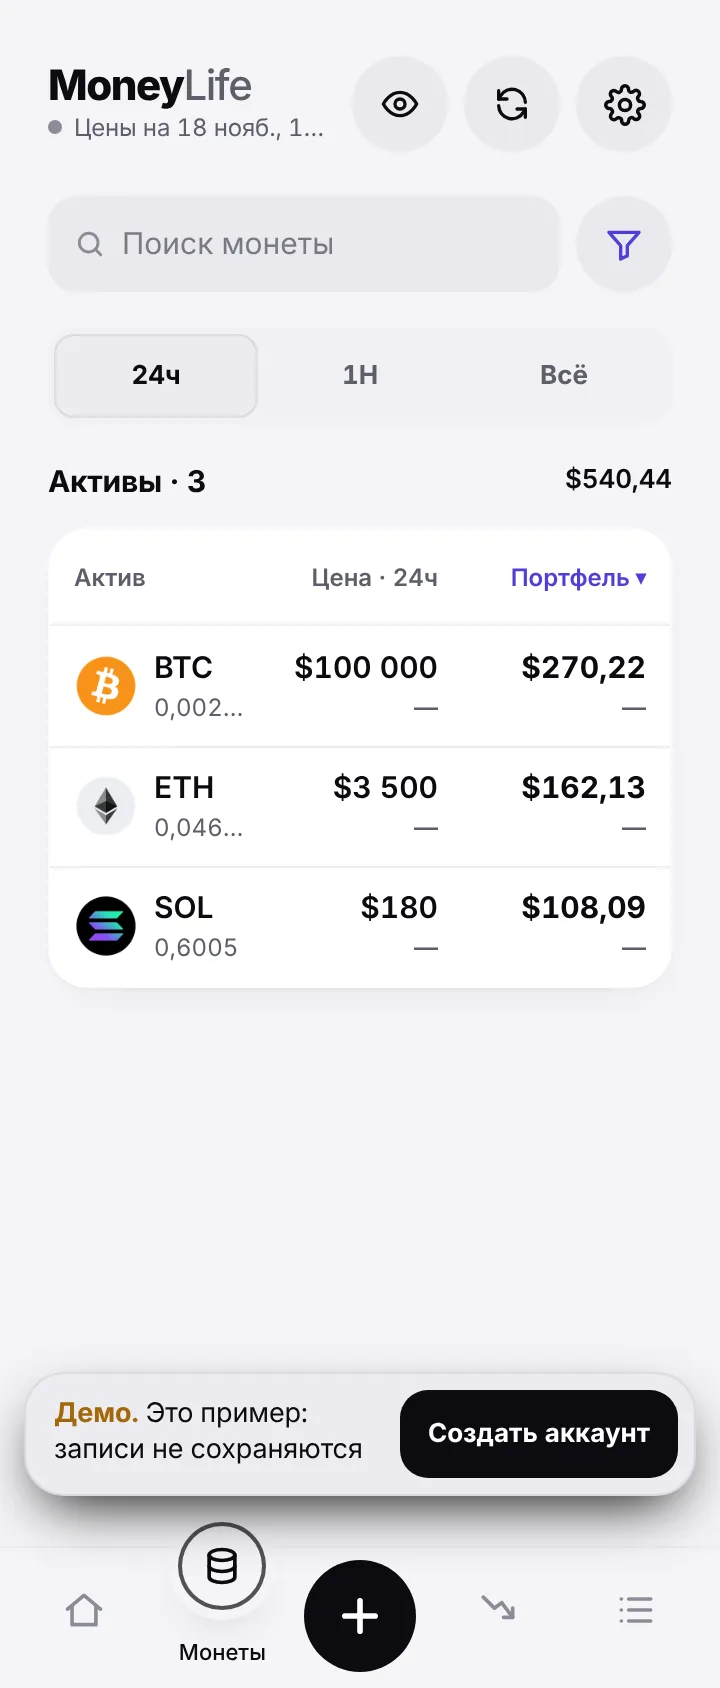 MoneyLife
Цены на 18 нояб., 1...
Поиск монеты
24ч 1Н Всё
Активы · 3 $540,44
Актив Цена · 24ч Портфель ▾
BTC $100 000 $270,22
0,002... — —
ETH $3 500 $162,13
0,046... — —
SOL $180 $108,09
0,6005 — —
Демо. Это пример:
записи не сохраняются
Создать аккаунт
Монеты